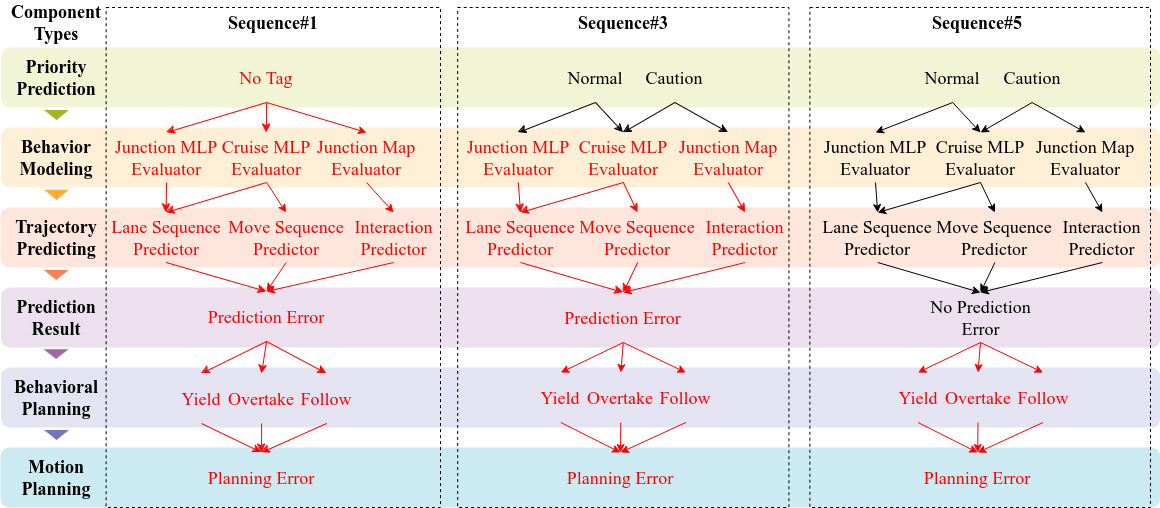 Component
Types
Sequence#1
Sequence#3
Sequence#5
Priority
Prediction
No Tag
Normal Caution
Normal Caution
Behavior
Modeling
Junction MLP Cruise MLP Junction Map
Evaluator Evaluator Evaluator
Junction MLP Cruise MLP Junction Map
Evaluator Evaluator Evaluator
Junction MLP Cruise MLP Junction Map
Evaluator Evaluator Evaluator
Trajectory
Predicting
Lane Sequence Move Sequence Interaction
Predictor Predictor Predictor
Lane Sequence Move Sequence Interaction
Predictor Predictor Predictor
Lane Sequence Move Sequence Interaction
Predictor Predictor Predictor
Prediction
Result
Prediction Error
Prediction Error
No Prediction
Error
Behavioral
Planning
Yield Overtake Follow
Yield Overtake Follow
Yield Overtake Follow
Motion
Planning
Planning Error
Planning Error
Planning Error